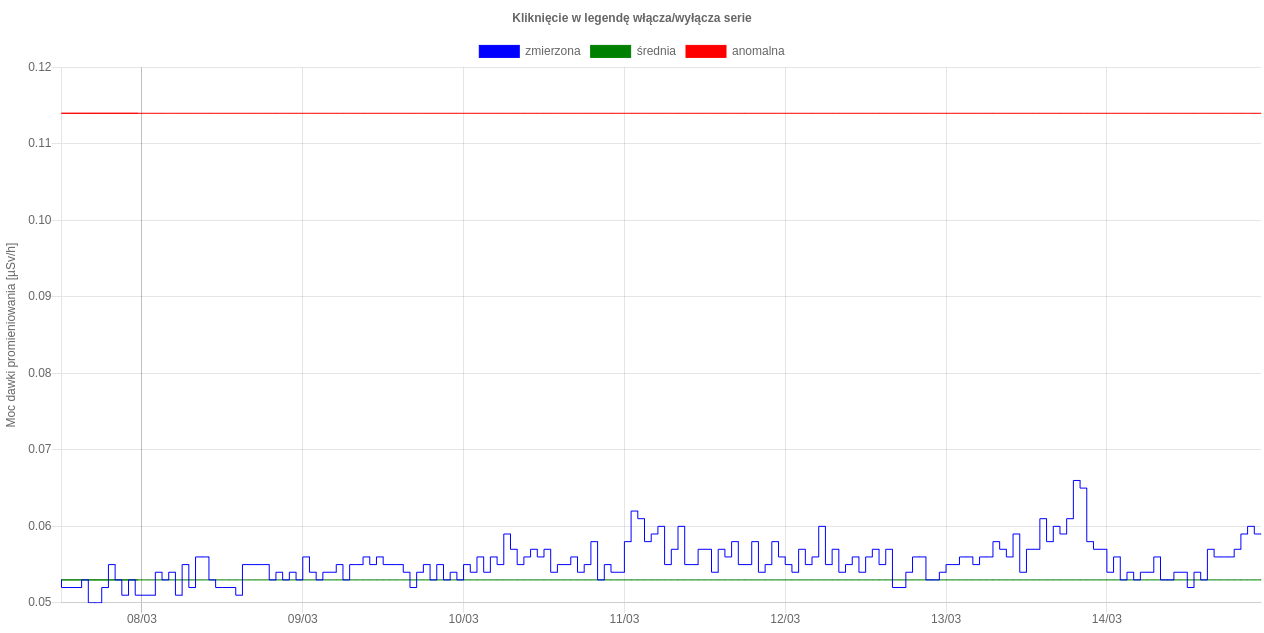 Kliknięcie w legendę włącza/wyłącza serie
zmierzona średnia anomalna
Moc dawki promieniowania [µSv/h]
0.12
0.11
0.10
0.09
0.08
0.07
0.06
0.05
08/03 09/03 10/03 11/03 12/03 13/03 14/03